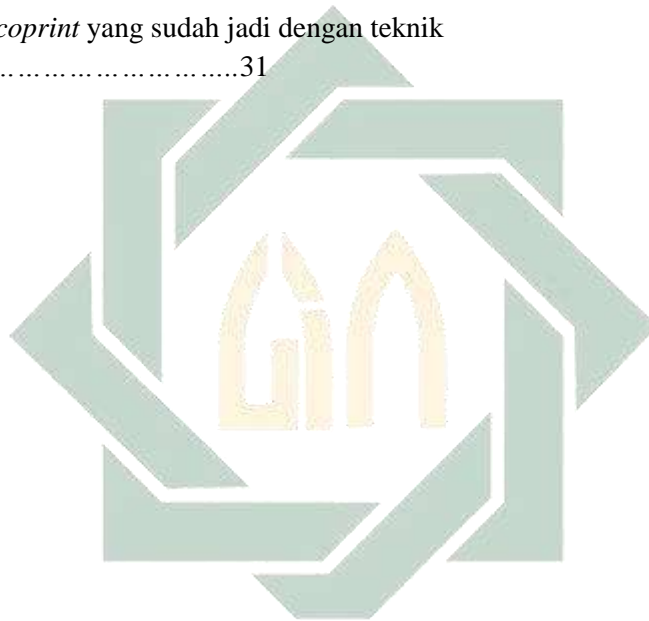 coprint yang sudah jadi dengan teknik
……………………..31